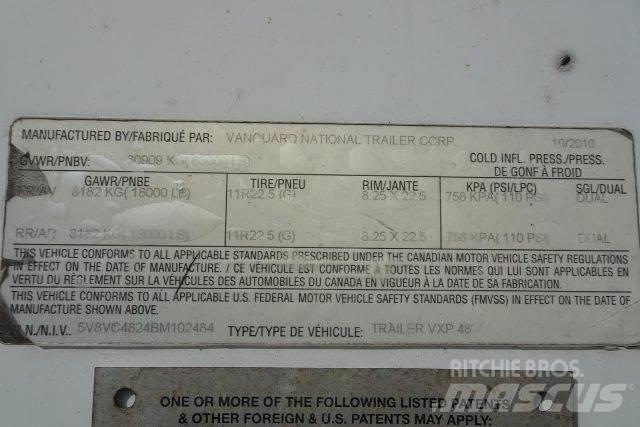 MANUFACTURED BY/FABRIQUÉ PAR: VANGUARD NATIONAL TRAILER CORP. 10/2010
GVWR/PNBV: 30909 KG( 68000 LB) COLD INFL. PRESS./PRESS.
DE GONF À FROID
GAWR/PNBE TIRE/PNEU RIM/JANTE KPA (PSI/LPC) SGL/DUAL
FR/AV 8182 KG( 18000 LB) 11R22.5 (G) 8.25 X 22.5 758 KPA( 110 PSI) DUAL
RR/AR 8182 KG( 18000 LB) 11R22.5 (G) 8.25 X 22.5 758 KPA( 110 PSI) DUAL
THIS VEHICLE CONFORMS TO ALL APPLICABLE STANDARDS PRESCRIBED UNDER THE CANADIAN MOTOR VEHICLE SAFETY REGULATIONS
IN EFFECT ON THE DATE OF MANUFACTURE. / CE VÉHICULE EST CONFORME À TOUTES LES NORMES QUI LUI SONT APPLICABLES EN
VERTU DU RÈGLEMENT SUR LA SÉCURITÉ DES VÉHICULES AUTOMOBILES DU CANADA EN VIGUEUR À LA DATE DE SA FABRICATION.
THIS VEHICLE CONFORMS TO ALL APPLICABLE U.S. FEDERAL MOTOR VEHICLE SAFETY STANDARDS (FMVSS) IN EFFECT ON THE DATE OF
MANUFACTURE SHOWN ABOVE.
N./N.I.V. 5V8VC4824BM102484 TYPE/TYPE DE VÉHICULE: TRAILER VXP 48'
RITCHIE BROS.
mascus
ONE OR MORE OF THE FOLLOWING LISTED PATENTS
& OTHER FOREIGN & U.S. PATENTS MAY APPLY: